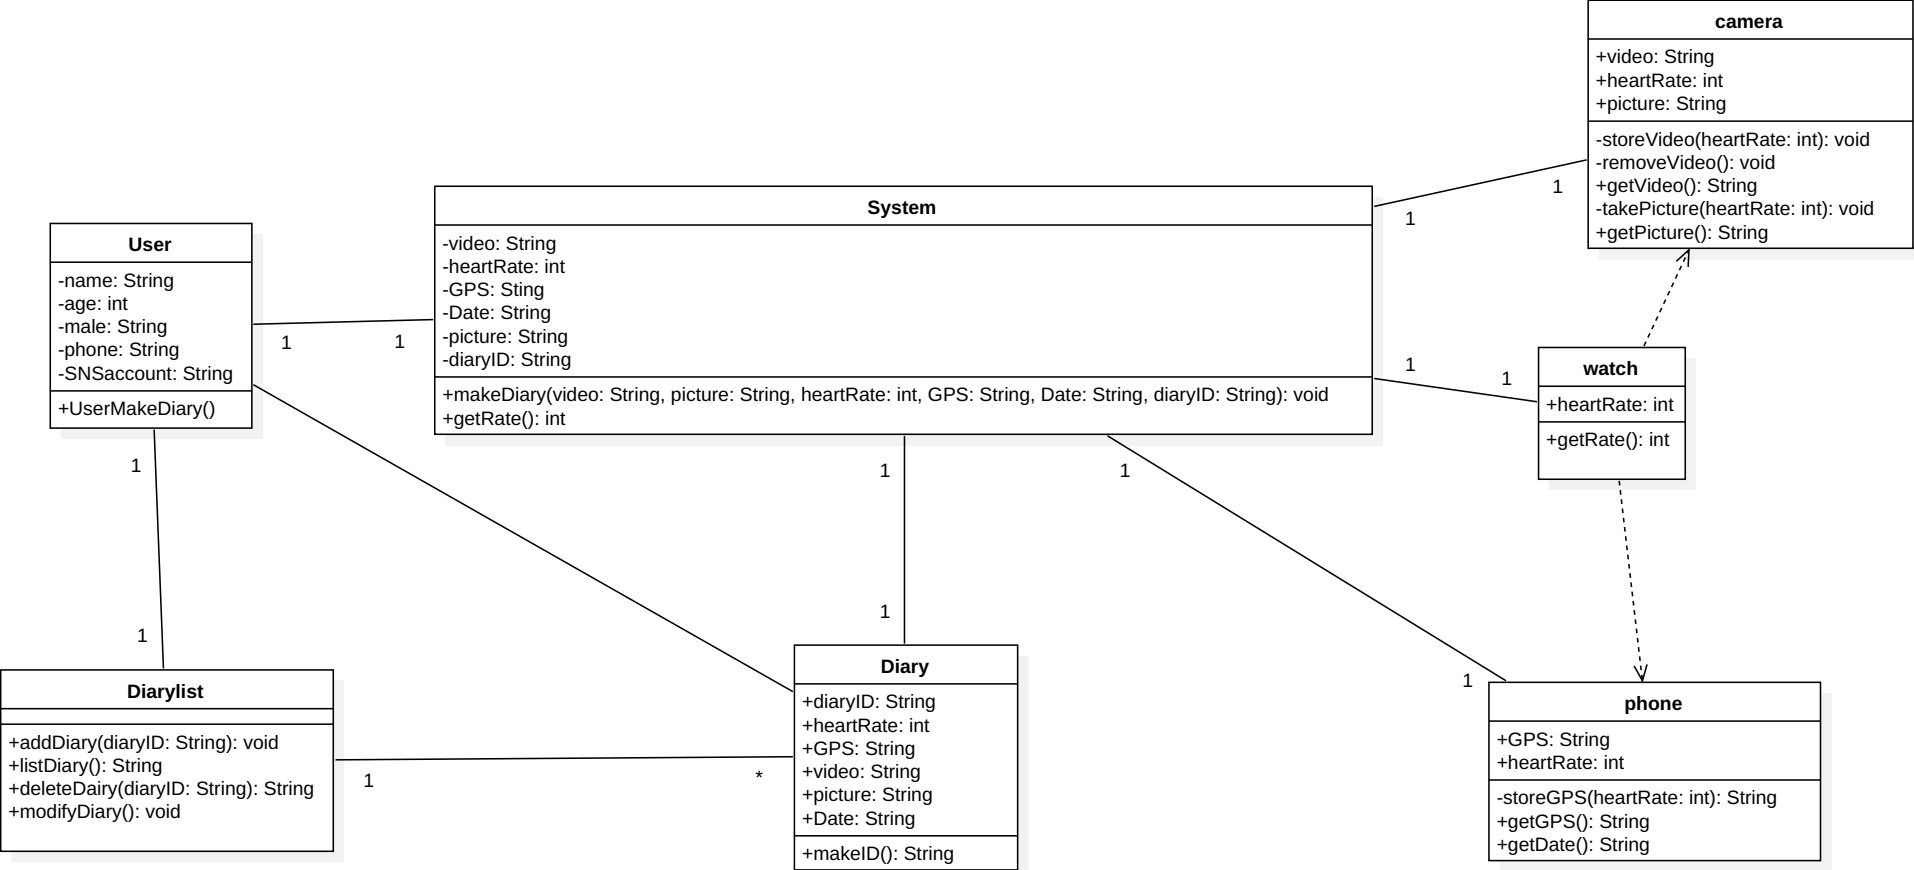 camera
+video: String
+heartRate: int
+picture: String
-storeVideo(heartRate: int): void
-removeVideo(): void
+getVideo(): String
-takePicture(heartRate: int): void
+getPicture(): String
1
1
System
-video: String
-heartRate: int
-GPS: Sting
-Date: String
-picture: String
-diaryID: String
+makeDiary(video: String, picture: String, heartRate: int, GPS: String, Date: String, diaryID: String): void
+getRate(): int
User
-name: String
-age: int
-male: String
-phone: String
-SNSaccount: String
+UserMakeDiary()
1
1
1
1
watch
+heartRate: int
+getRate(): int
1
1
1
1
1
1
1
Diarylist
+addDiary(diaryID: String): void
+listDiary(): String
+deleteDairy(diaryID: String): String
+modifyDiary(): void
1
*
Diary
+diaryID: String
+heartRate: int
+GPS: String
+video: String
+picture: String
+Date: String
+makeID(): String
phone
+GPS: String
+heartRate: int
-storeGPS(heartRate: int): String
+getGPS(): String
+getDate(): String